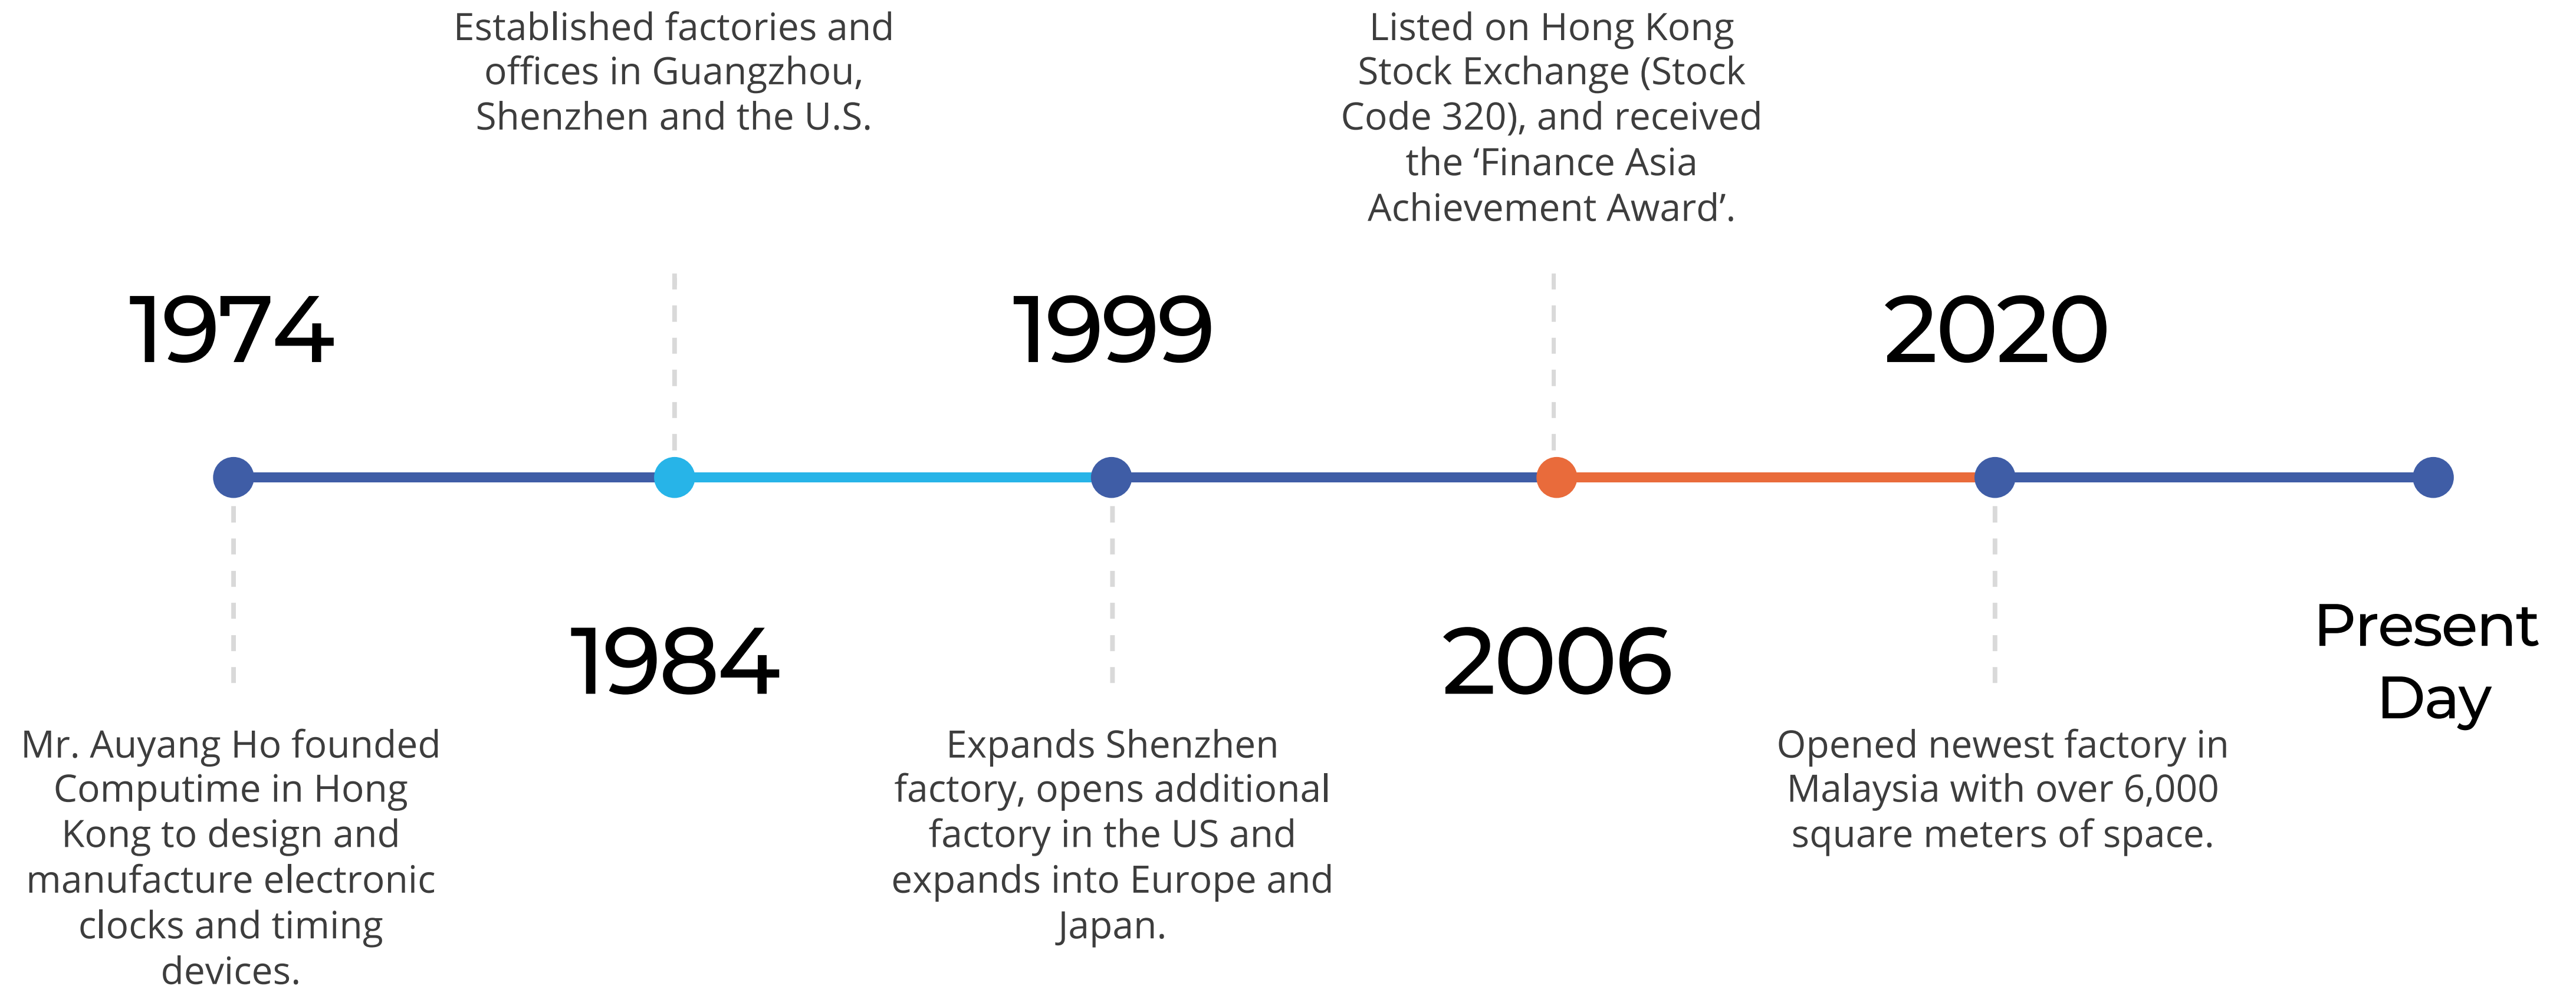 Established factories and
offices in Guangzhou,
Shenzhen and the U.S.
Listed on Hong Kong
Stock Exchange (Stock
Code 320), and received
the ‘Finance Asia
Achievement Award’.
1974
1999
2020
1984
2006
Present
Day
Mr. Auyang Ho founded
Computime in Hong
Kong to design and
manufacture electronic
clocks and timing
devices.
Expands Shenzhen
factory, opens additional
factory in the US and
expands into Europe and
Japan.
Opened newest factory in
Malaysia with over 6,000
square meters of space.